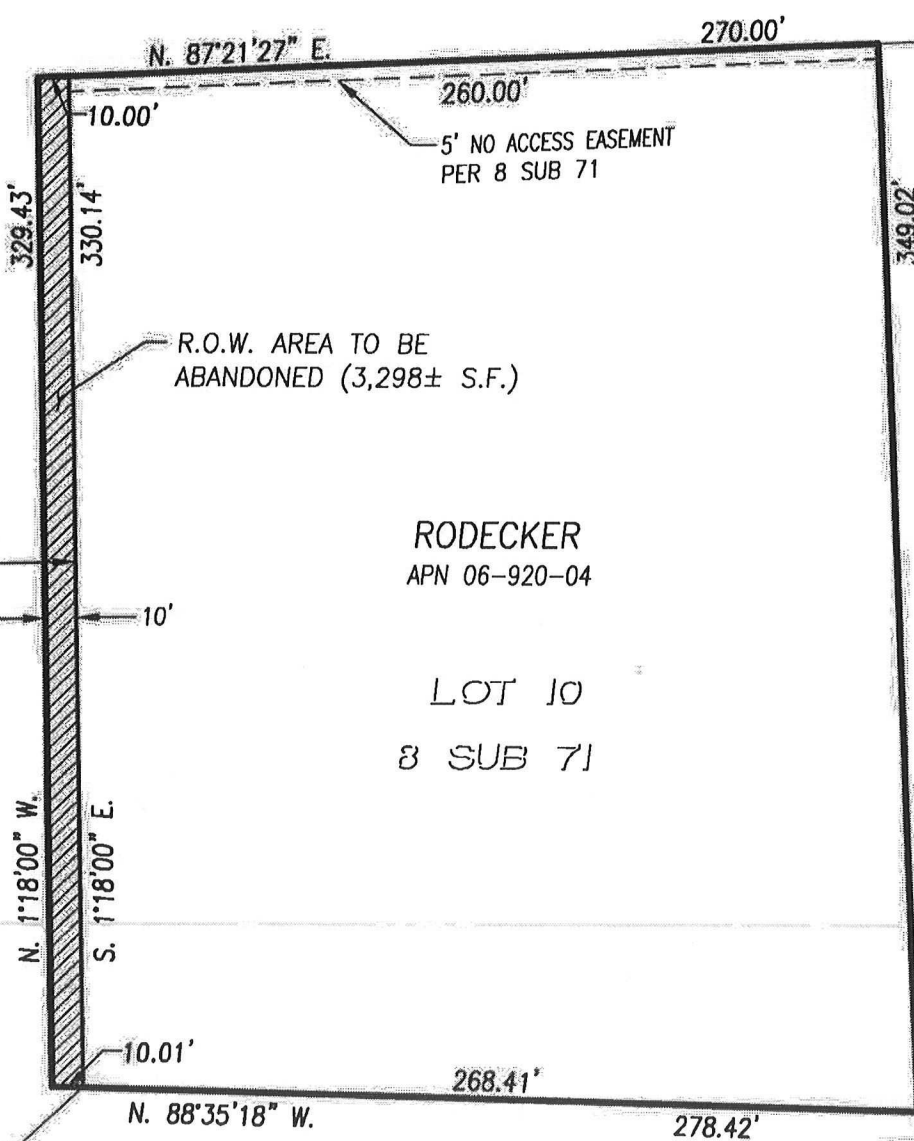 270.00'
N. 87°21'27" E.
260.00'
10.00'
5' NO ACCESS EASEMENT
PER 8 SUB 71
329.43'
330.14'
349.02'
R.O.W. AREA TO BE
ABANDONED (3,298± S.F.)
RODECKER
APN 06-920-04
10'
LOT 10
8 SUB 71
N. 1°18'00" W.
S. 1°18'00" E.
10.01'
268.41'
N. 88°35'18" W.
278.42'